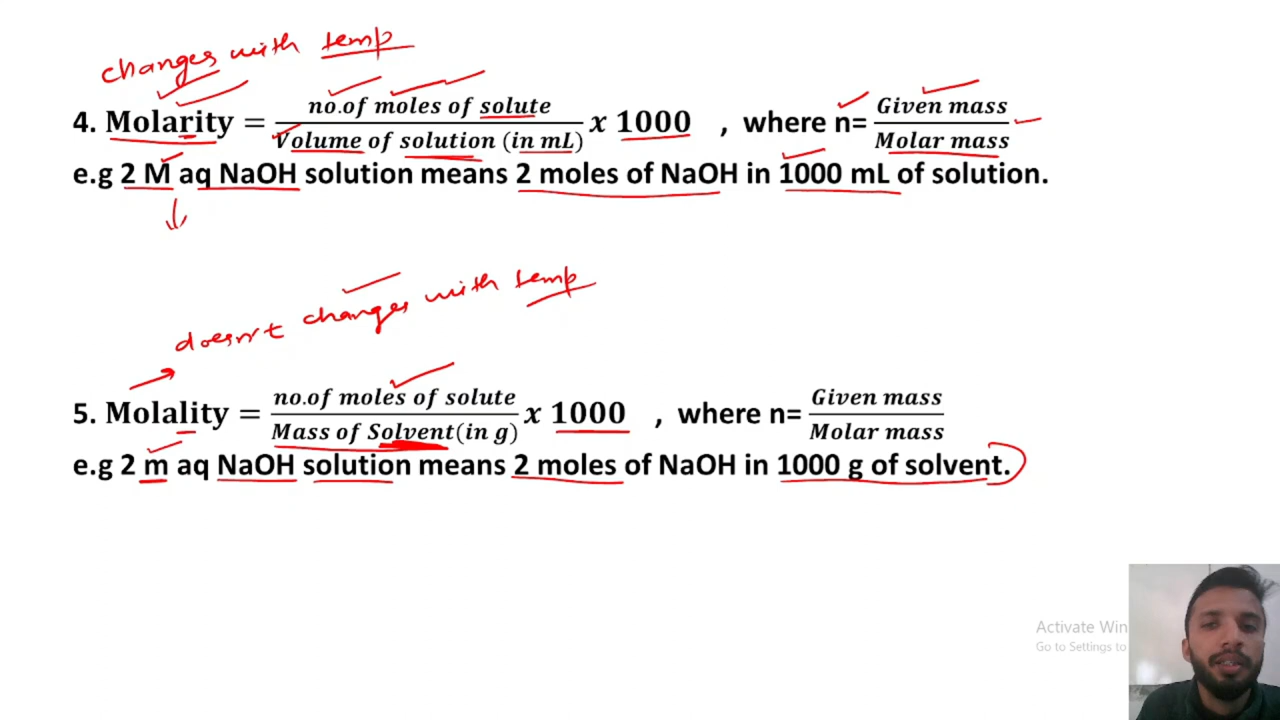 changes with temp
4. Molarity = no.of moles of solute / Volume of solution (in mL) x 1000 , where n= Given mass / Molar mass
e.g 2 M aq NaOH solution means 2 moles of NaOH in 1000 mL of solution.
doesn't changes with temp
5. Molality = no.of moles of solute / Mass of Solvent(in g) x 1000 , where n= Given mass / Molar mass
e.g 2 m aq NaOH solution means 2 moles of NaOH in 1000 g of solvent.
Activate Win
Go to Settings to